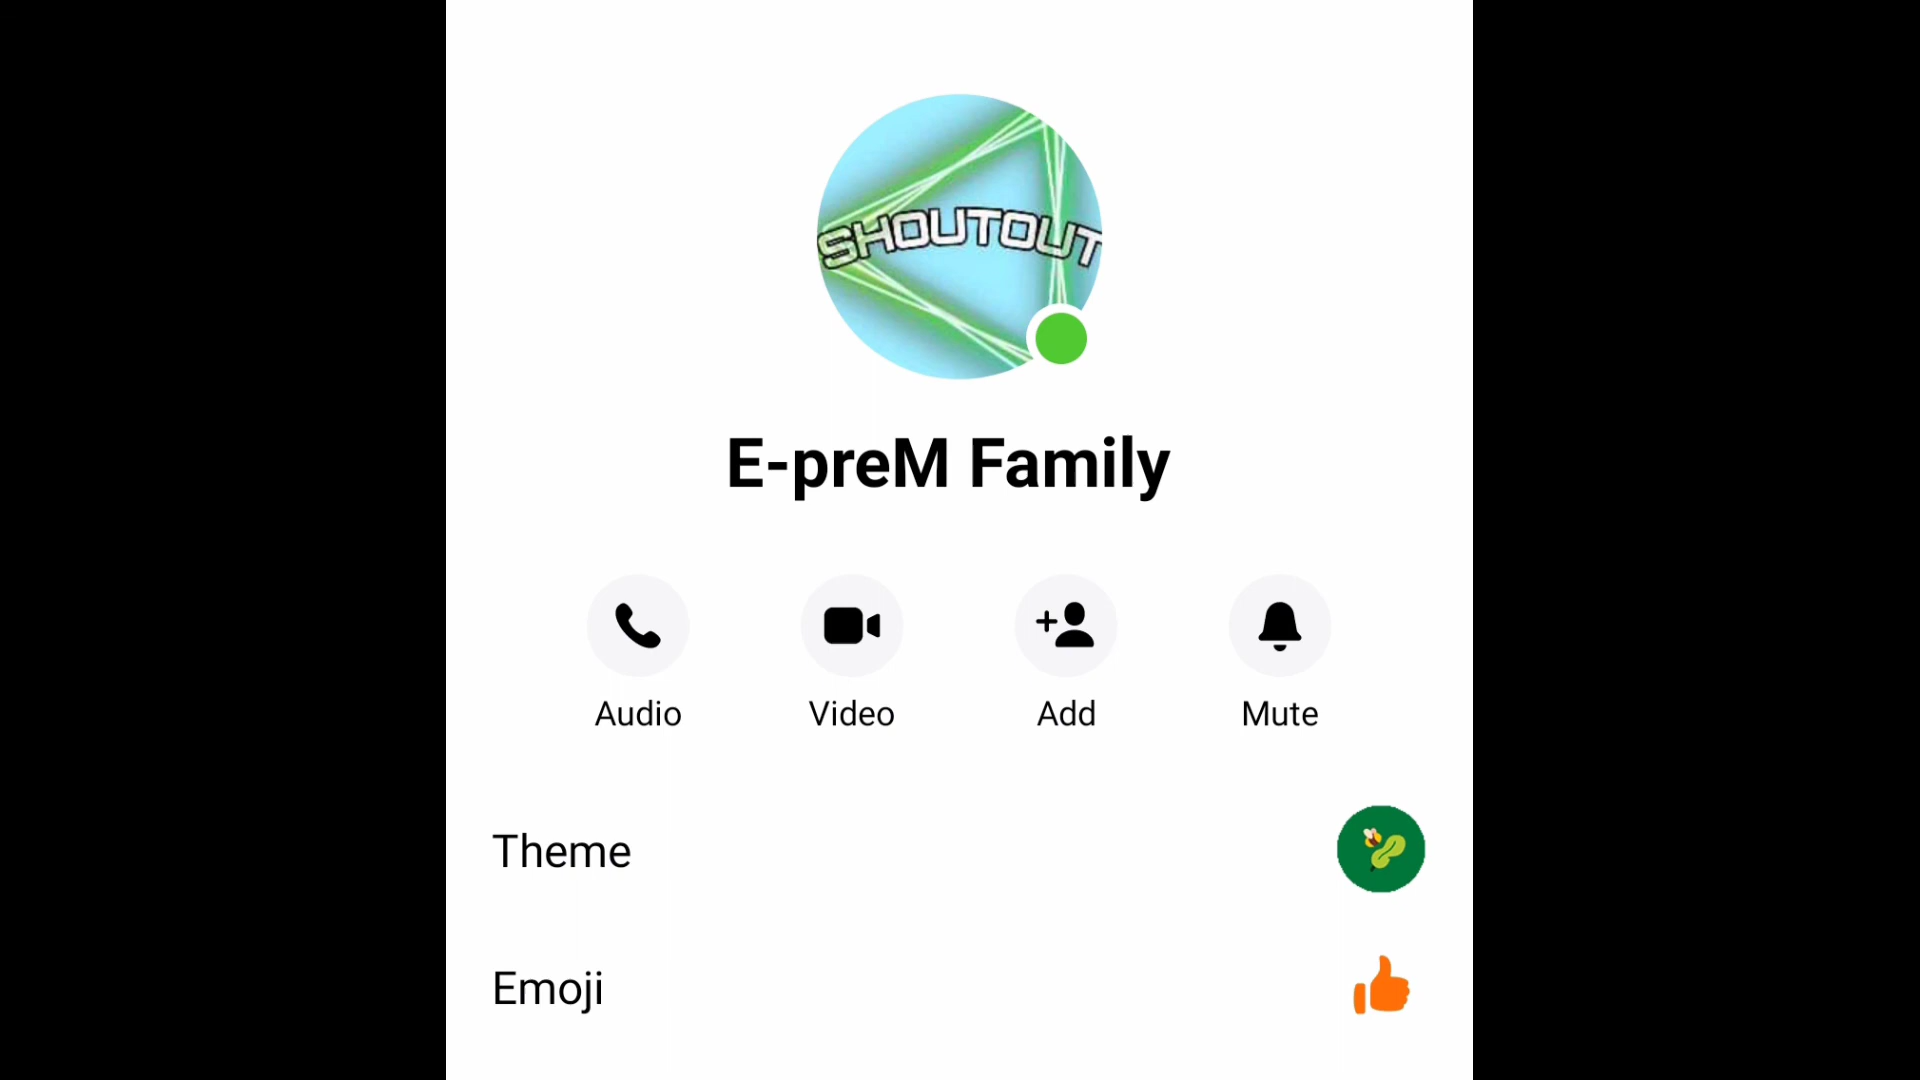 SHOUTOUT
E-preM Family
Audio
Video
Add
Mute
Theme
Emoji